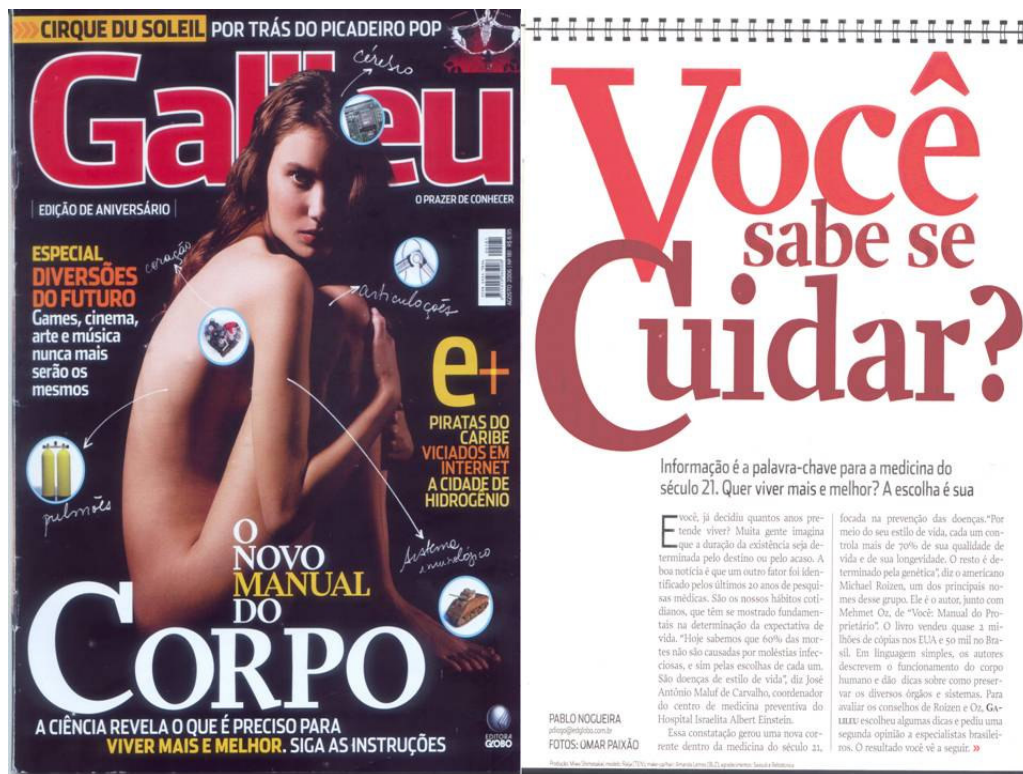 CIRQUE DU SOLEIL POR TRÁS DO PICADEIRO POP
Galileu
cérebro
O PRAZER DE CONHECER
EDIÇÃO DE ANIVERSÁRIO
ESPECIAL
DIVERSÕES
DO FUTURO
Games, cinema,
arte e música
nunca mais
serão os
mesmos
coração
articulações
e+
PIRATAS DO
CARIBE
VICIADOS EM
INTERNET
A CIDADE DE
HIDROGÊNIO
pulmões
sistema
imunológico
O
NOVO
MANUAL
DO
CORPO
A CIÊNCIA REVELA O QUE É PRECISO PARA
VIVER MAIS E MELHOR. SIGA AS INSTRUÇÕES
EDITORA
GLOBO
Você
sabe se
Cuidar?
Informação é a palavra-chave para a medicina do
século 21. Quer viver mais e melhor? A escolha é sua
E você, já decidiu quantos anos pre-
tende viver? Muita gente imagina
que a duração da existência seja de-
terminada pelo destino ou pelo acaso. A
boa notícia é que um outro fator foi iden-
tificado pelos últimos 20 anos de pesqui-
sas médicas. São os nossos hábitos coti-
dianos, que têm se mostrado fundamen-
tais na determinação da expectativa de
vida. "Hoje sabemos que 60% das mor-
tes não são causadas por moléstias infec-
ciosas, e sim pelas escolhas de cada um.
São doenças de estilo de vida", diz José
Antônio Maluf de Carvalho, coordenador
do centro de medicina preventiva do
Hospital Israelita Albert Einstein.
Essa constatação gerou uma nova cor-
rente dentro da medicina do século 21,
focada na prevenção das doenças. "Por
meio do seu estilo de vida, cada um con-
trola mais de 70% de sua qualidade de
vida e de sua longevidade. O resto é de-
terminado pela genética", diz o americano
Michael Roizen, um dos principais no-
mes desse grupo. Ele é o autor, junto com
Mehmet Oz, de "Você: Manual do Pro-
prietário". O livro vendeu quase 2 mi-
lhões de cópias nos EUA e 50 mil no Bra-
sil. Em linguagem simples, os autores
descrevem o funcionamento do corpo
humano e dão dicas sobre como preser-
var os diversos órgãos e sistemas. Para
avaliar os conselhos de Roizen e Oz, GA-
LILEU escolheu algumas dicas e pediu uma
segunda opinião a especialistas brasilei-
ros. O resultado você vê a seguir. »
PABLO NOGUEIRA
FOTOS: OMAR PAIXÃO